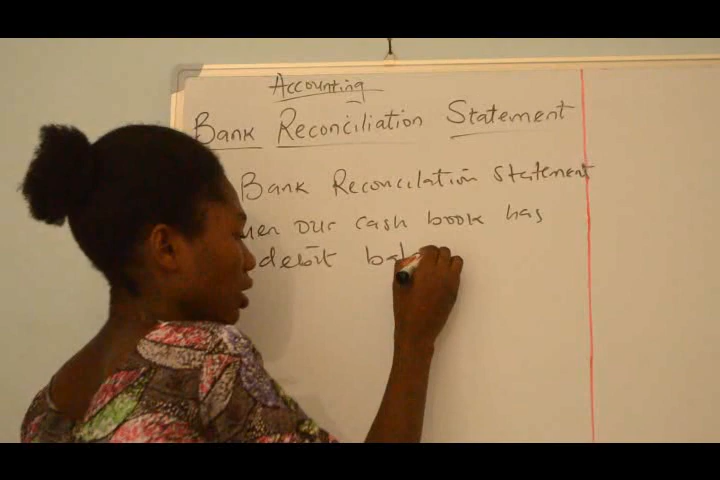 Accounting
Bank Reconciliation Statement
Bank Reconcilation Statement
our cash book has
debit